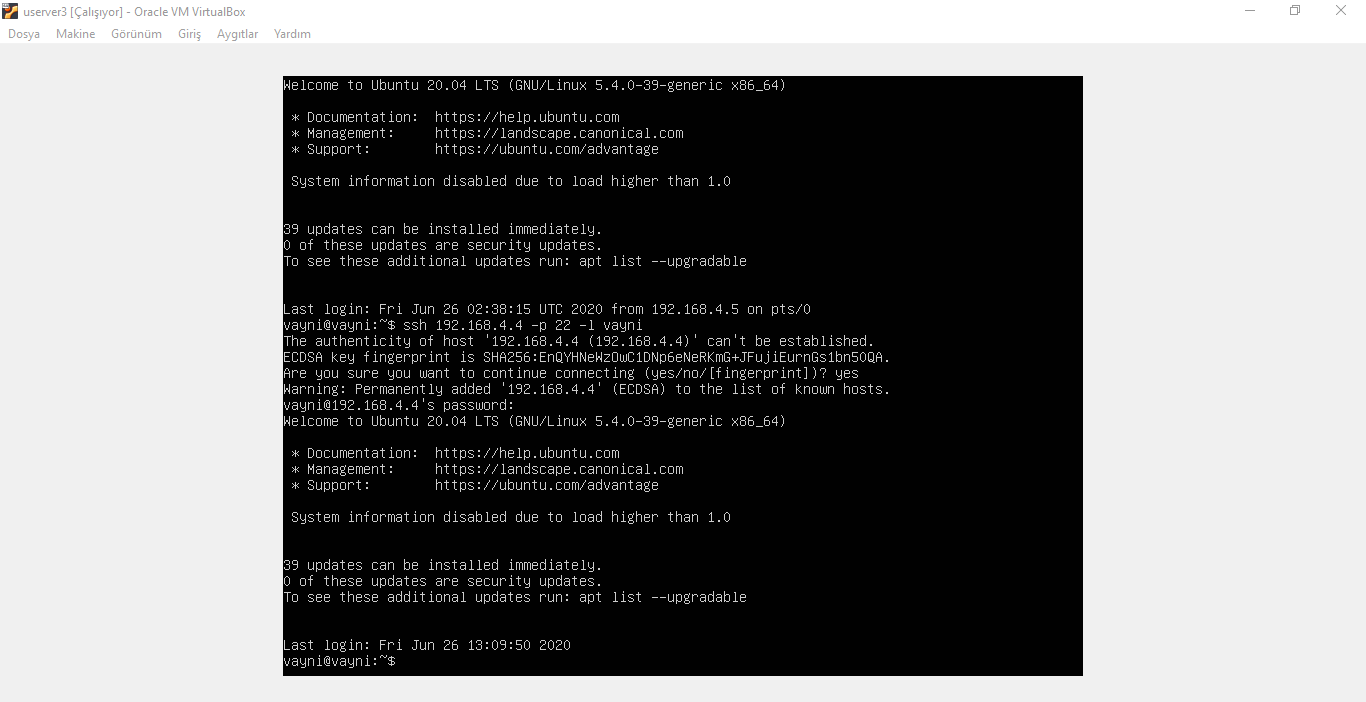 userver3 [Çalışıyor] - Oracle VM VirtualBox
Dosya Makine Görünüm Giriş Aygıtlar Yardım
Welcome to Ubuntu 20.04 LTS (GNU/Linux 5.4.0-39-generic x86_64)
* Documentation: https://help.ubuntu.com
* Management: https://landscape.canonical.com
* Support: https://ubuntu.com/advantage
System information disabled due to load higher than 1.0
39 updates can be installed immediately.
0 of these updates are security updates.
To see these additional updates run: apt list --upgradable
Last login: Fri Jun 26 02:38:15 UTC 2020 from 192.168.4.5 on pts/0
vayni@vayni:~$ ssh 192.168.4.4 -p 22 -l vayni
The authenticity of host '192.168.4.4 (192.168.4.4)' can't be established.
ECDSA key fingerprint is SHA256:EnQYHNeWzOwC1DNp6eNeRKmG+JFujiEurnGs1bn5OQA.
Are you sure you want to continue connecting (yes/no/[fingerprint])? yes
Warning: Permanently added '192.168.4.4' (ECDSA) to the list of known hosts.
vayni@192.168.4.4's password:
Welcome to Ubuntu 20.04 LTS (GNU/Linux 5.4.0-39-generic x86_64)
* Documentation: https://help.ubuntu.com
* Management: https://landscape.canonical.com
* Support: https://ubuntu.com/advantage
System information disabled due to load higher than 1.0
39 updates can be installed immediately.
0 of these updates are security updates.
To see these additional updates run: apt list --upgradable
Last login: Fri Jun 26 13:09:50 2020
vayni@vayni:~$